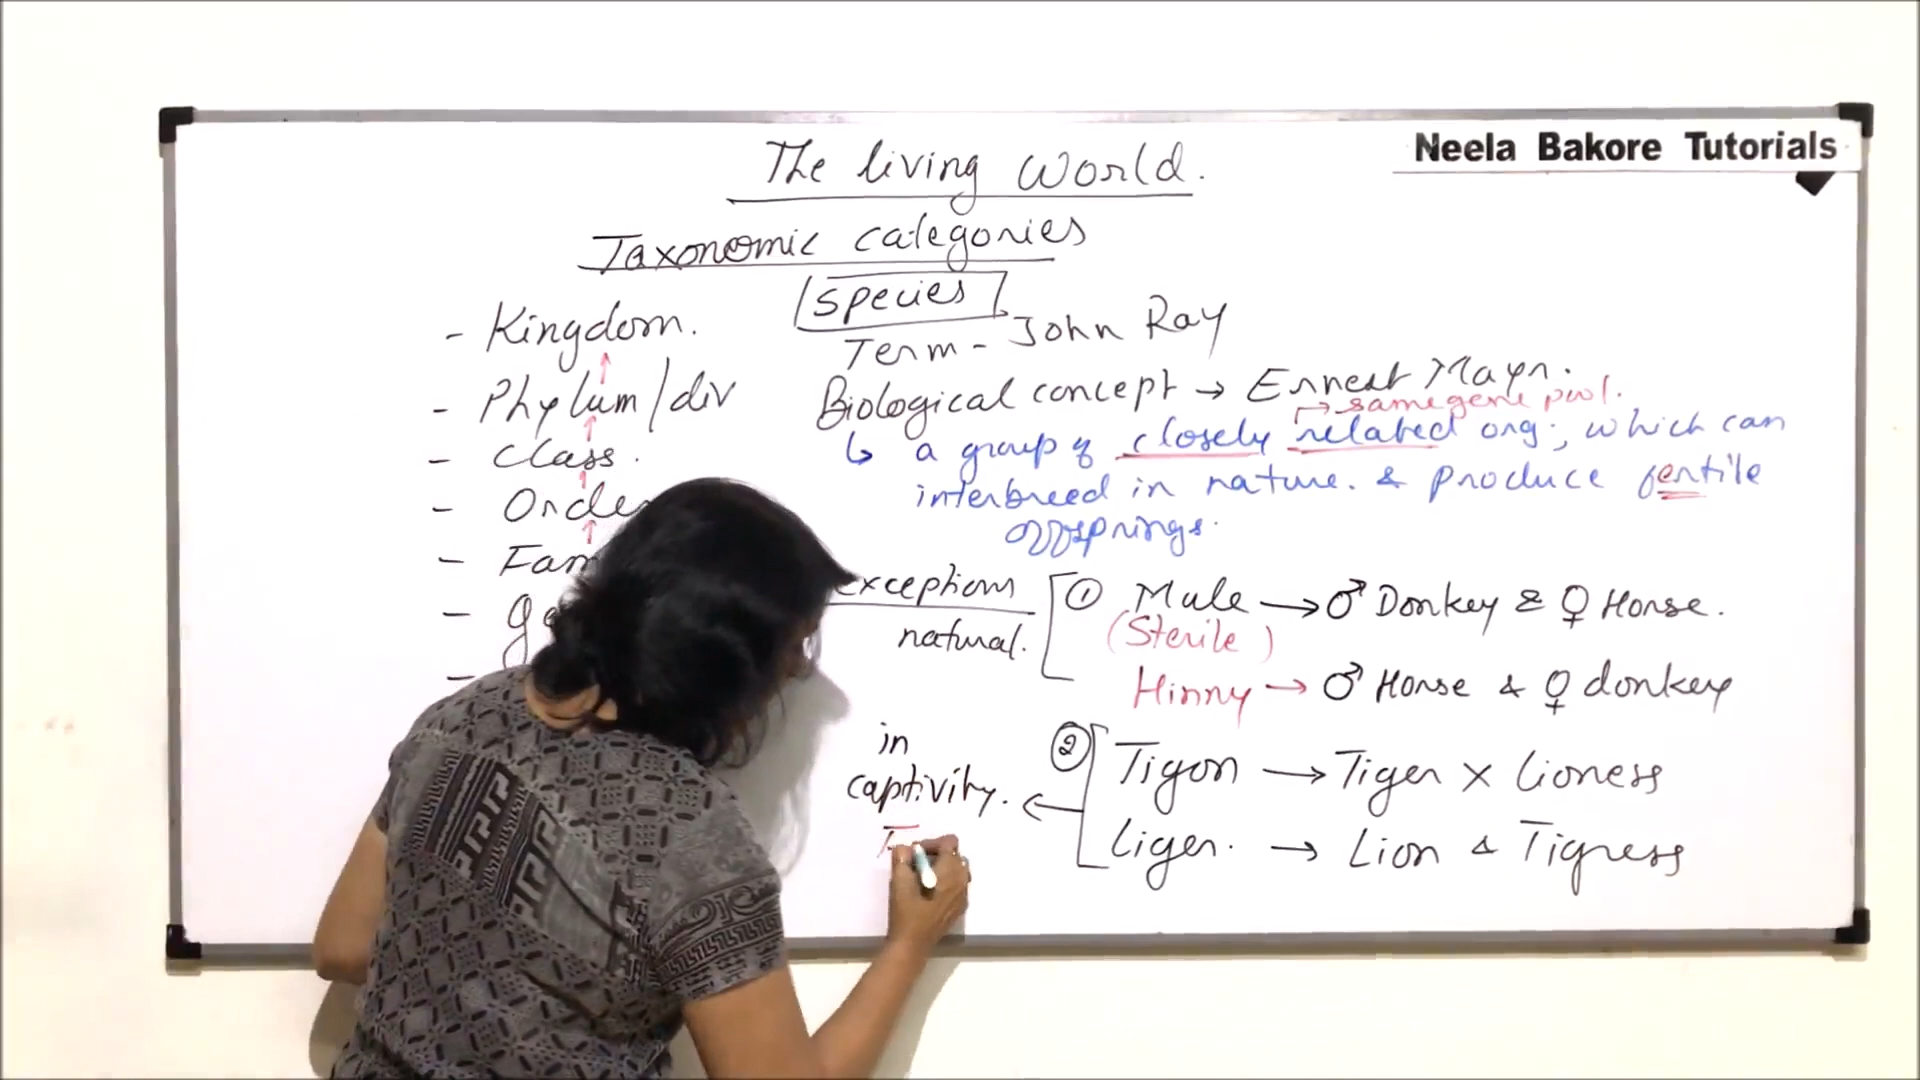 Neela Bakore Tutorials
The living World.
Taxonomic categories
Species
Term - John Ray
- Kingdom.
- Phylum/div
- Class.
- Orde
- Fam
- ge
-
Biological concept → Ernest Mayr.
→ same gene pool.
↳ a group of closely related org; which can
interbreed in nature. & produce fertile
offsprings.
exceptions
natural.
① Mule → ♂ Donkey & ♀ Horse.
(Sterile)
Hinny → ♂ Horse & ♀ donkey
in
captivity.
② Tigon → Tiger x Lioness
Liger. → Lion & Tigress